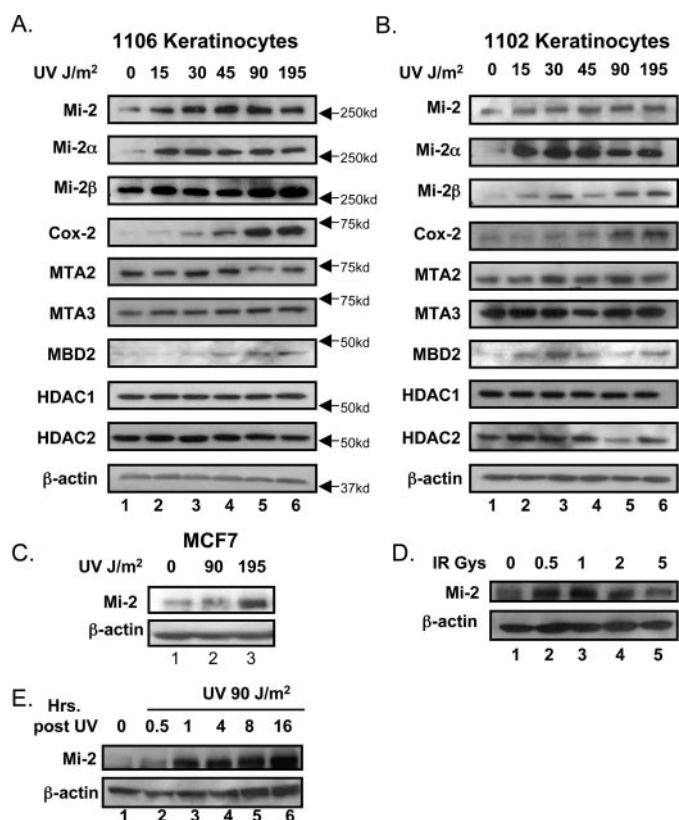 A.
1106 Keratinocytes
UV J/m² 0 15 30 45 90 195
Mi-2 250kd
Mi-2α 250kd
Mi-2β 250kd
Cox-2 75kd
MTA2 75kd
MTA3 75kd
MBD2 50kd
HDAC1 50kd
HDAC2 50kd
β-actin 37kd
1 2 3 4 5 6
B.
1102 Keratinocytes
UV J/m² 0 15 30 45 90 195
Mi-2
Mi-2α
Mi-2β
Cox-2
MTA2
MTA3
MBD2
HDAC1
HDAC2
β-actin
1 2 3 4 5 6
C.
MCF7
UV J/m² 0 90 195
Mi-2
β-actin
1 2 3
D.
IR Gys 0 0.5 1 2 5
Mi-2
β-actin
1 2 3 4 5
E.
UV 90 J/m²
Hrs.
post UV 0 0.5 1 4 8 16
Mi-2
β-actin
1 2 3 4 5 6